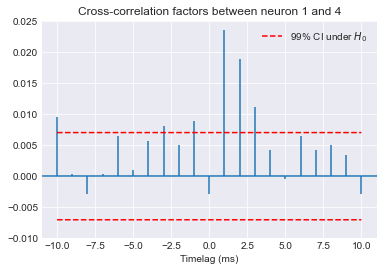 Cross-correlation factors between neuron 1 and 4
0.025
99% CI under H₀
0.020
0.015
0.010
0.005
0.000
−0.005
−0.010
−10.0 −7.5 −5.0 −2.5 0.0 2.5 5.0 7.5 10.0
Timelag (ms)